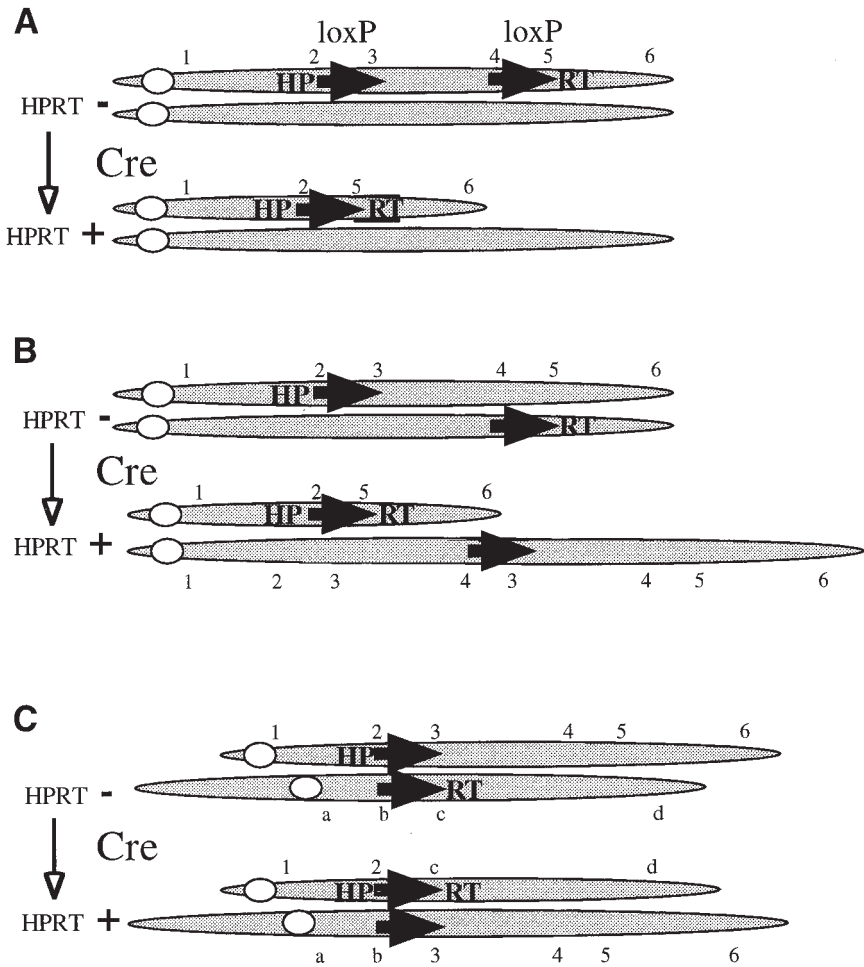 A
loxP loxP
1 2 3 4 5 6
HP RT
HPRT -
Cre
1 2 5 6
HP RT
HPRT +
B
1 2 3 4 5 6
HP
HPRT -
RT
Cre
1 2 5 6
HP RT
HPRT +
1 2 3 4 3 4 5 6
C
1 2 3 4 5 6
HP
HPRT -
RT
a b c d
Cre
1 2 c d
HP RT
HPRT +
a b 3 4 5 6